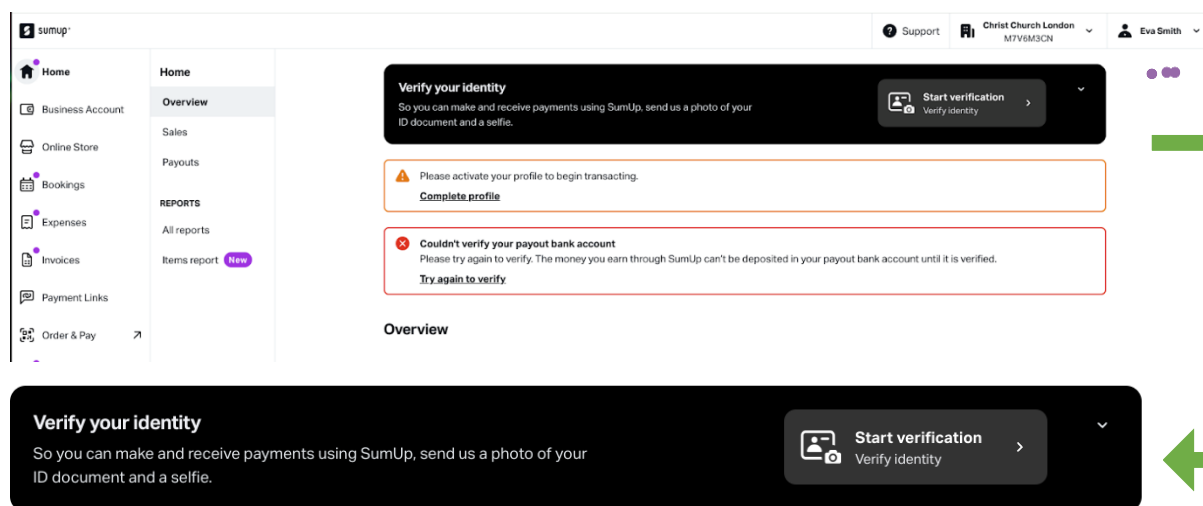 sumup
Support
Christ Church London
M7V6M3CN
Eva Smith
Home
Business Account
Online Store
Bookings
Expenses
Invoices
Payment Links
Order & Pay
Home
Overview
Sales
Payouts
REPORTS
All reports
Items report New
Verify your identity
So you can make and receive payments using SumUp, send us a photo of your
ID document and a selfie.
Start verification
Verify identity
Please activate your profile to begin transacting.
Complete profile
Couldn't verify your payout bank account
Please try again to verify. The money you earn through SumUp can't be deposited in your payout bank account until it is verified.
Try again to verify
Overview
Verify your identity
So you can make and receive payments using SumUp, send us a photo of your
ID document and a selfie.
Start verification
Verify identity